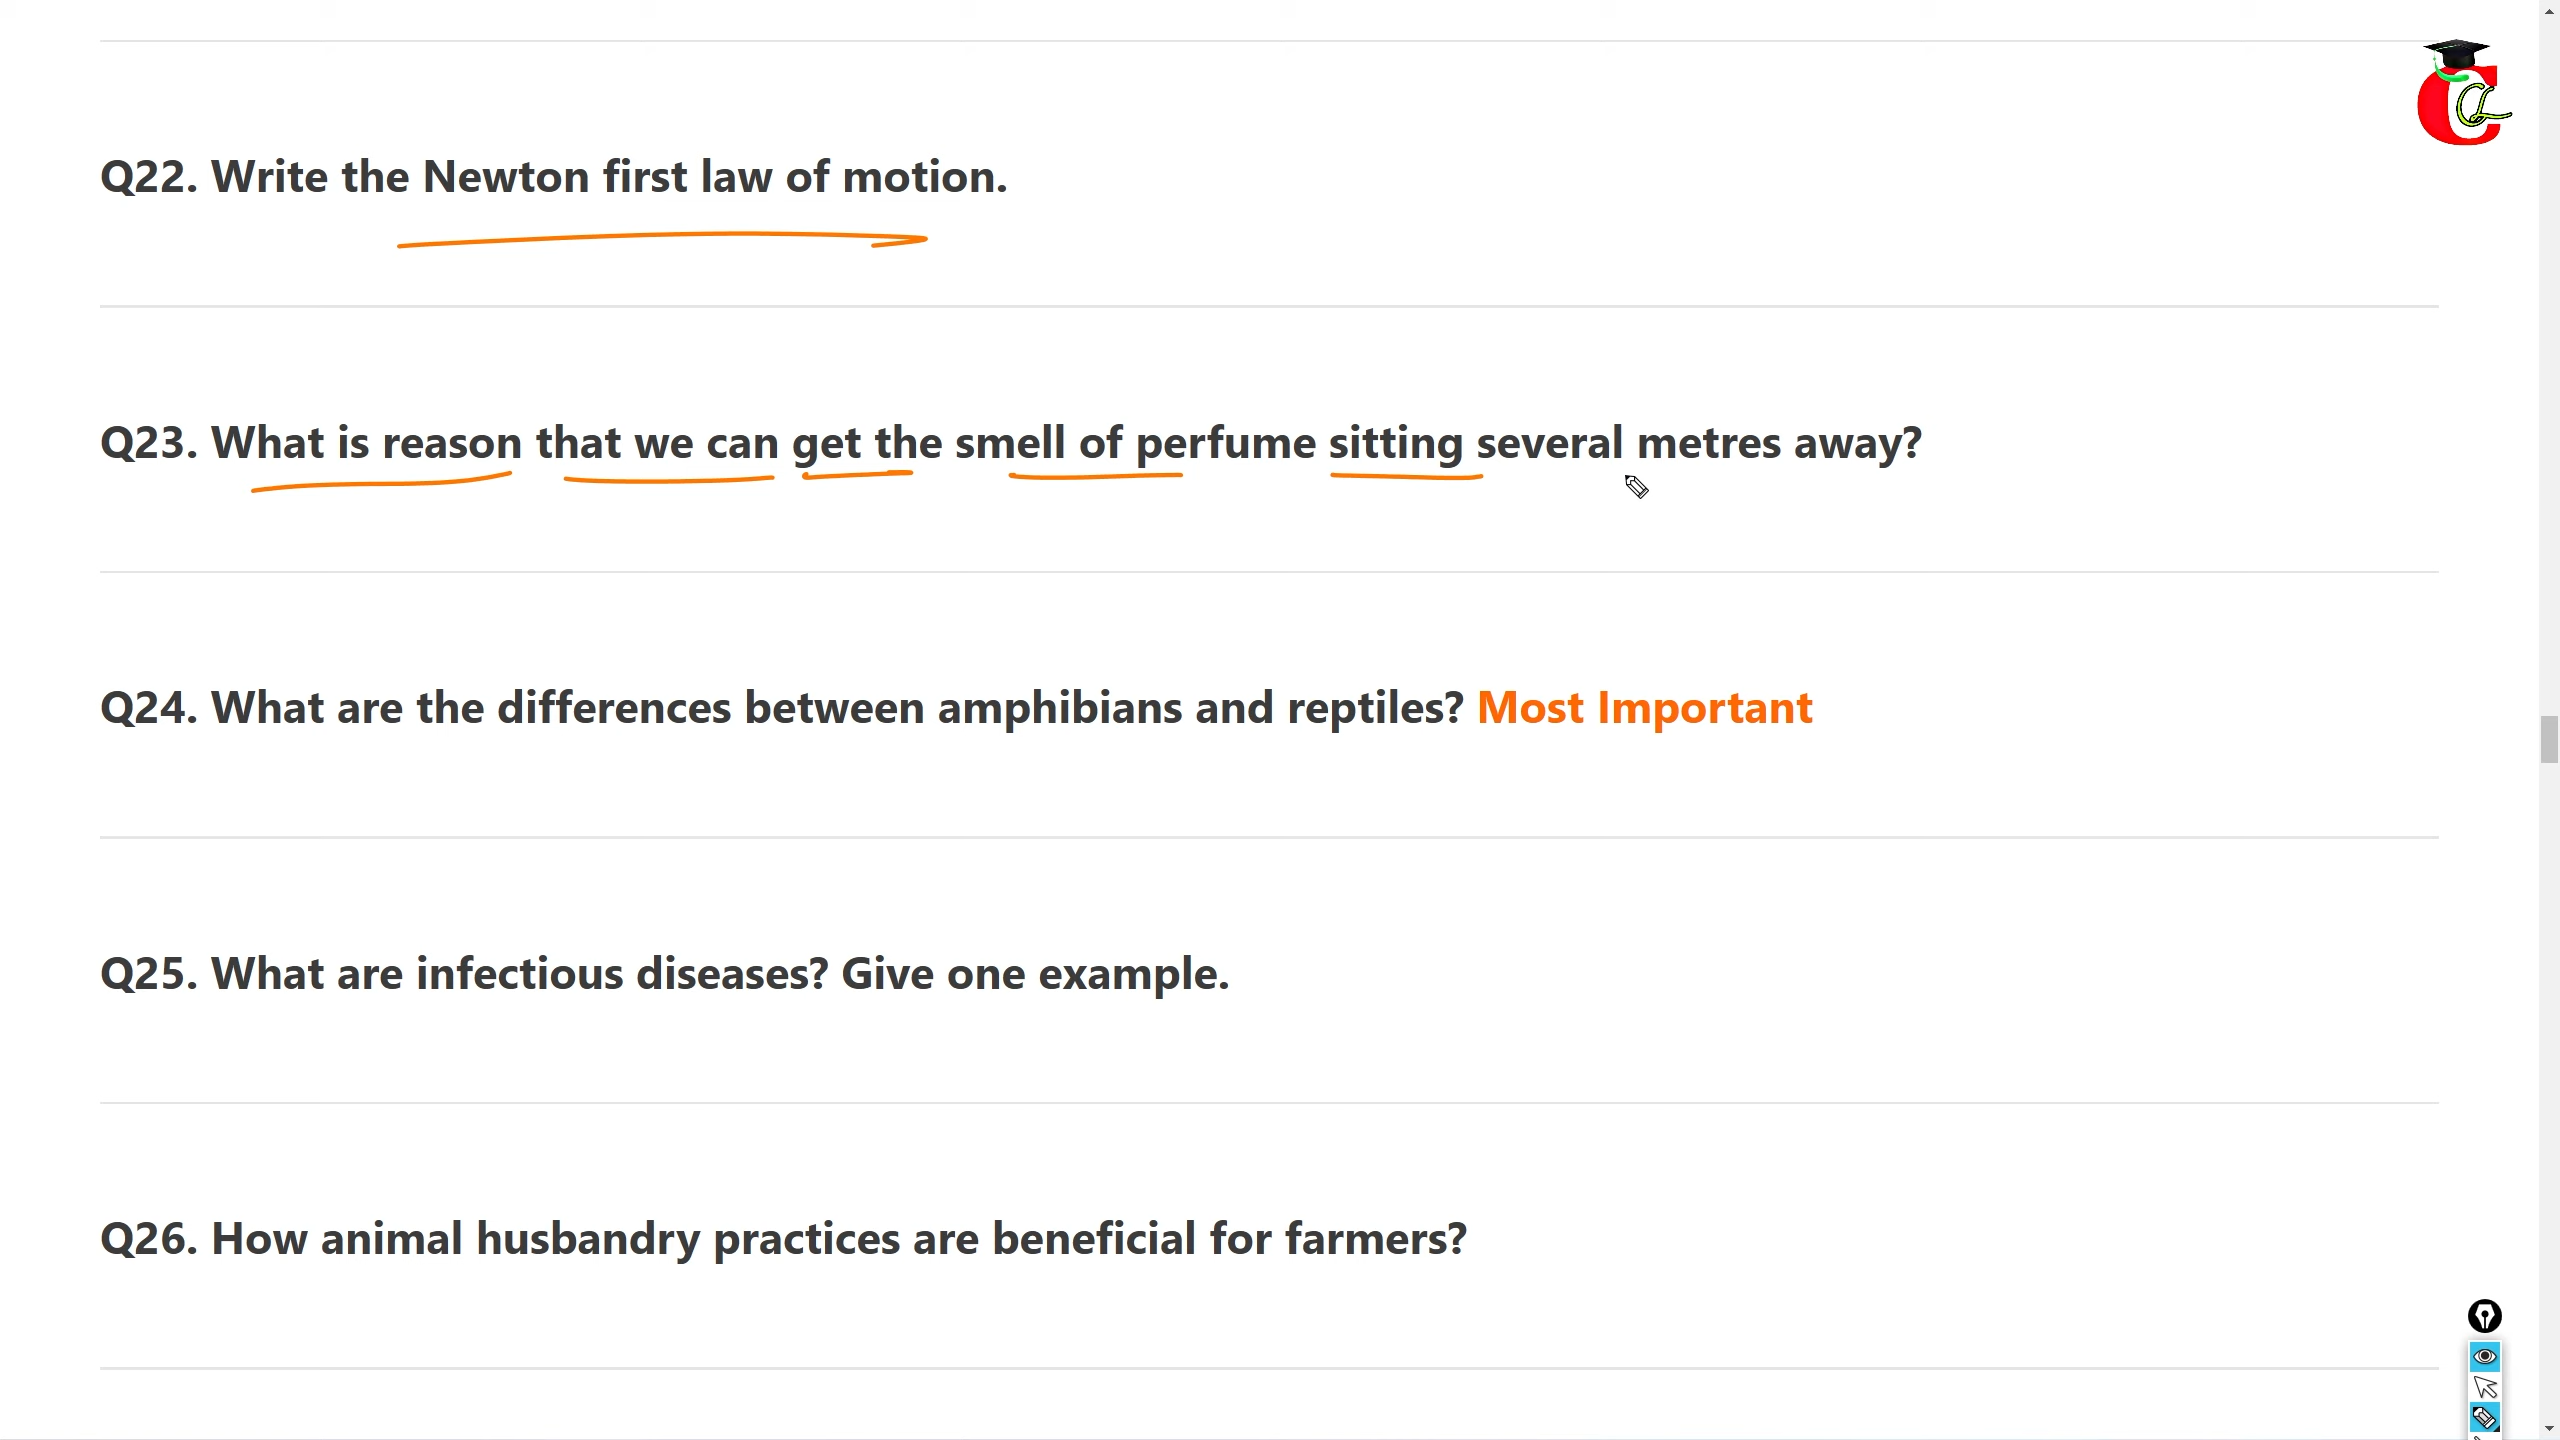 Q22. Write the Newton first law of motion.
Q23. What is reason that we can get the smell of perfume sitting several metres away?
Q24. What are the differences between amphibians and reptiles? Most Important
Q25. What are infectious diseases? Give one example.
Q26. How animal husbandry practices are beneficial for farmers?